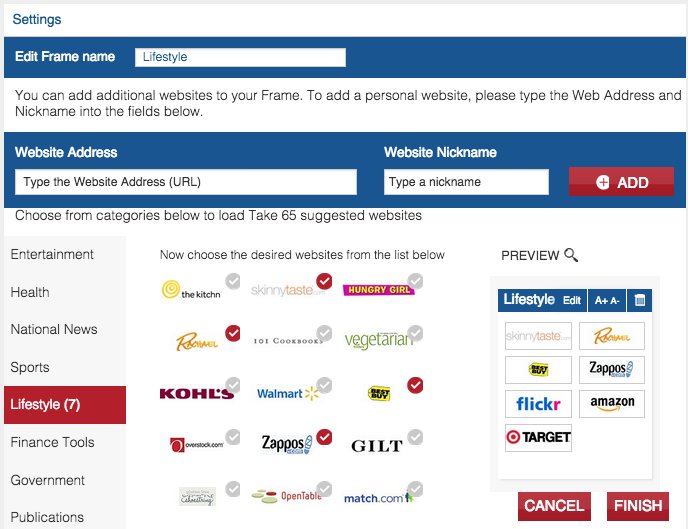 Settings
Edit Frame name
Lifestyle
You can add additional websites to your Frame. To add a personal website, please type the Web Address and
Nickname into the fields below.
Website Address
Website Nickname
Type the Website Address (URL)
Type a nickname
ADD
Choose from categories below to load Take 65 suggested websites
Entertainment
Health
National News
Sports
Lifestyle (7)
Finance Tools
Government
Publications
Now choose the desired websites from the list below
the kitchn
skinnytaste.com
HUNGRY GIRL
RACHAEL
101 COOKBOOKS
vegetarian
KOHL'S
Walmart
BEST BUY
overstock.com
Zappos.com
GILT
OpenTable
match.com
PREVIEW
Lifestyle Edit A+ A-
skinnytaste.com
RACHAEL
BEST BUY
Zappos.com
flickr
amazon
TARGET
CANCEL
FINISH